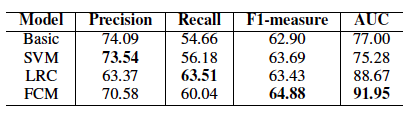 Model Precision Recall F1-measure AUC
Basic 74.09 54.66 62.90 77.00
SVM 73.54 56.18 63.69 75.28
LRC 63.37 63.51 63.43 88.67
FCM 70.58 60.04 64.88 91.95